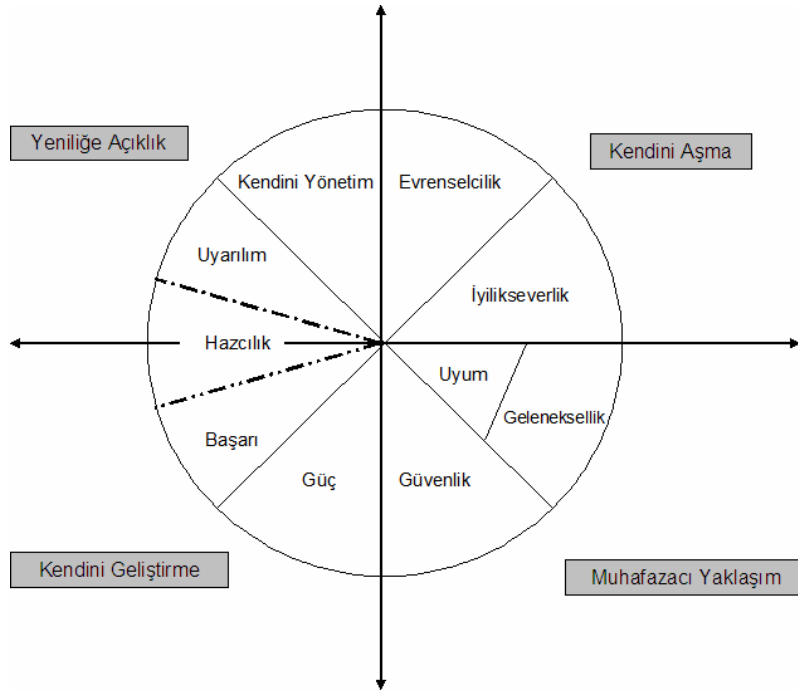 Yeniliğe Açıklık
Kendini Aşma
Kendini Yönetim
Evrenselcilik
Uyarılım
İyilikseverlik
Hazcılık
Uyum
Geleneksellik
Başarı
Güç
Güvenlik
Kendini Geliştirme
Muhafazacı Yaklaşım